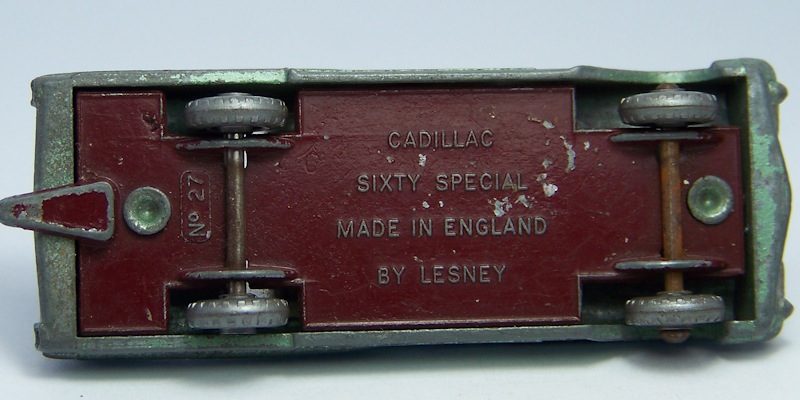 CADILLAC
SIXTY SPECIAL
MADE IN ENGLAND
BY LESNEY
Nº 27